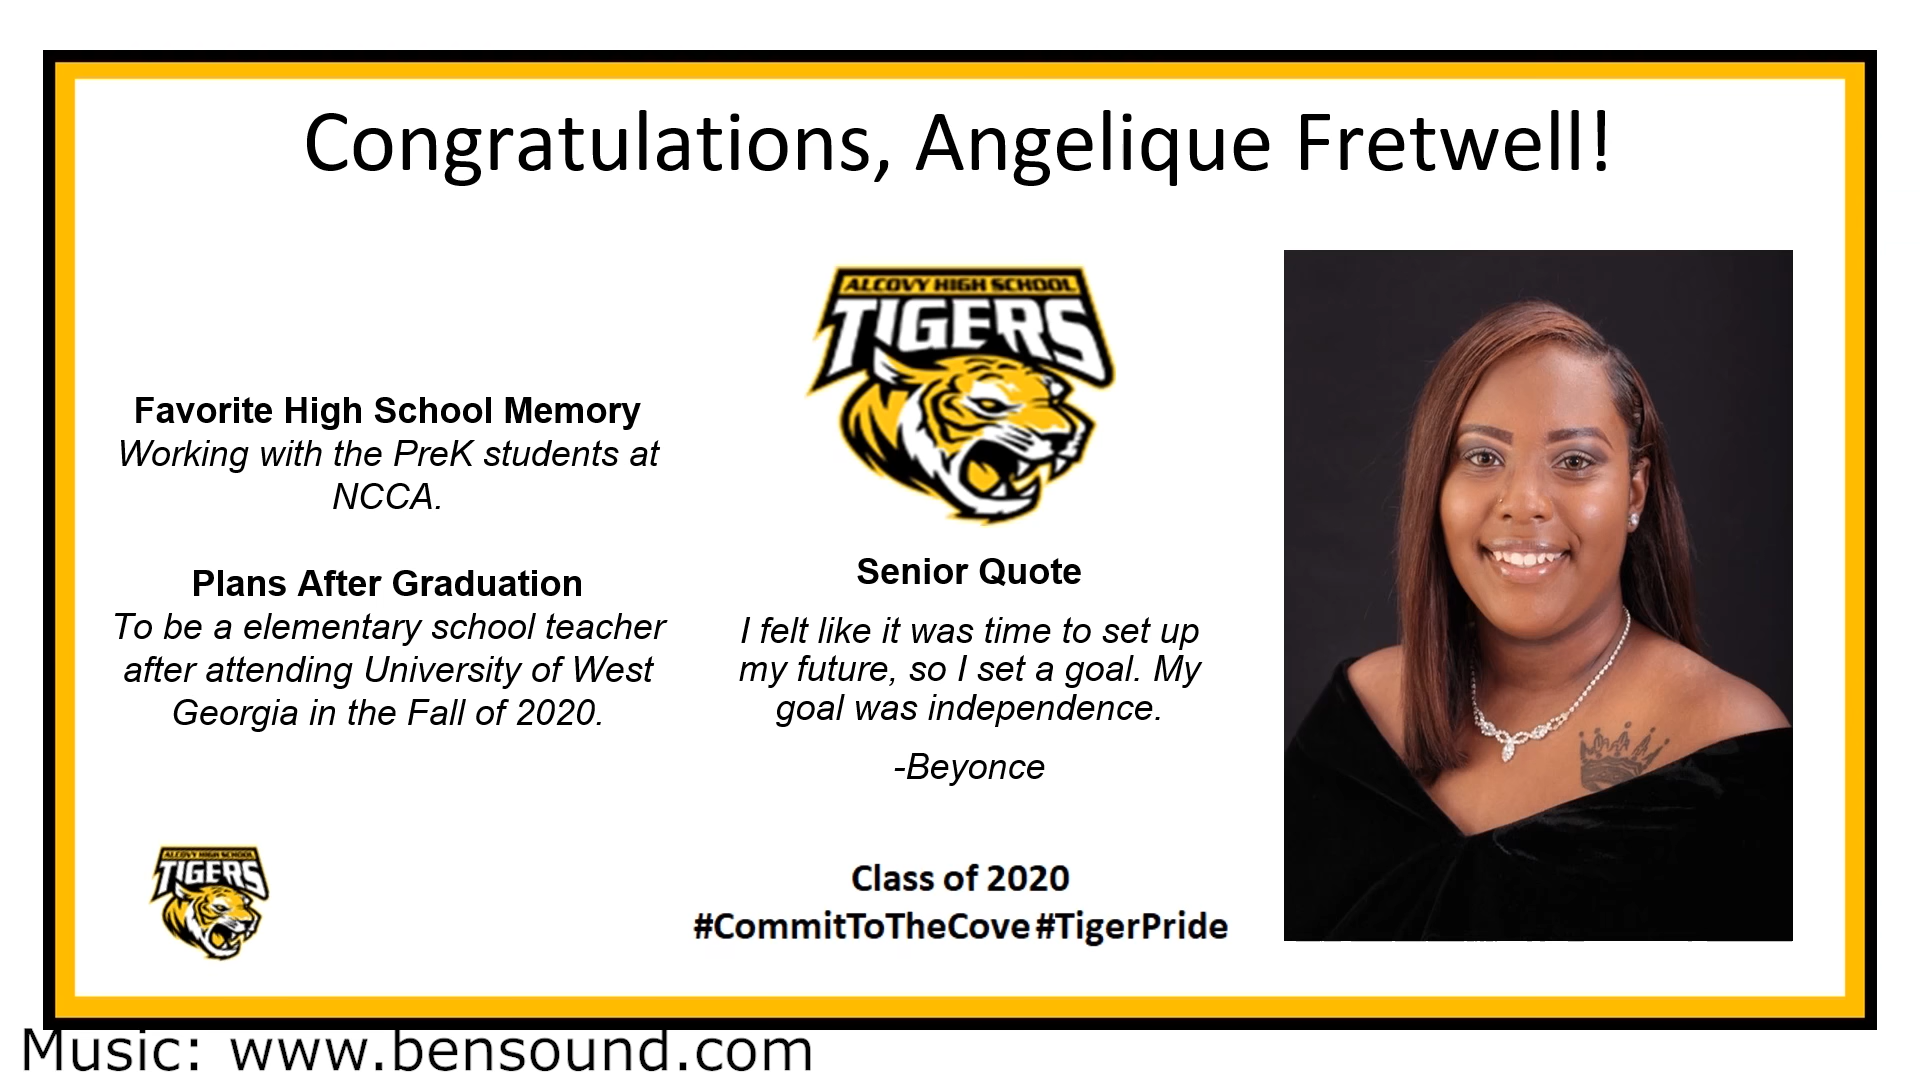 Congratulations, Angelique Fretwell!
Favorite High School Memory
Working with the PreK students at
NCCA.
Plans After Graduation
To be a elementary school teacher
after attending University of West
Georgia in the Fall of 2020.
ALCOVY HIGH SCHOOL
TIGERS
Senior Quote
I felt like it was time to set up
my future, so I set a goal. My
goal was independence.
-Beyonce
ALCOVY HIGH SCHOOL
TIGERS
Class of 2020
#CommitToTheCove #TigerPride
Music: www.bensound.com